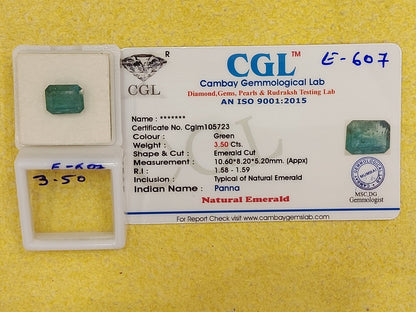 R
CGL
CGL™
E-607
Cambay Gemmological Lab
Diamond,Gems, Pearls & Rudraksh Testing Lab
AN ISO 9001:2015
Name : *******
Certificate No. Cglm105723
Colour : Green
Weight : 3.50 Cts.
Shape & Cut : Emerald Cut
Measurement : 10.60*8.20*5.20mm. (Appx)
R.I : 1.58 - 1.59
Inclusion : Typical of Natural Emerald
Indian Name : Panna
Natural Emerald
MUMBAI
MSC,DG
Gemmologist
For Report Check Visit to: www.cambaygemslab.com
E-607
3.50